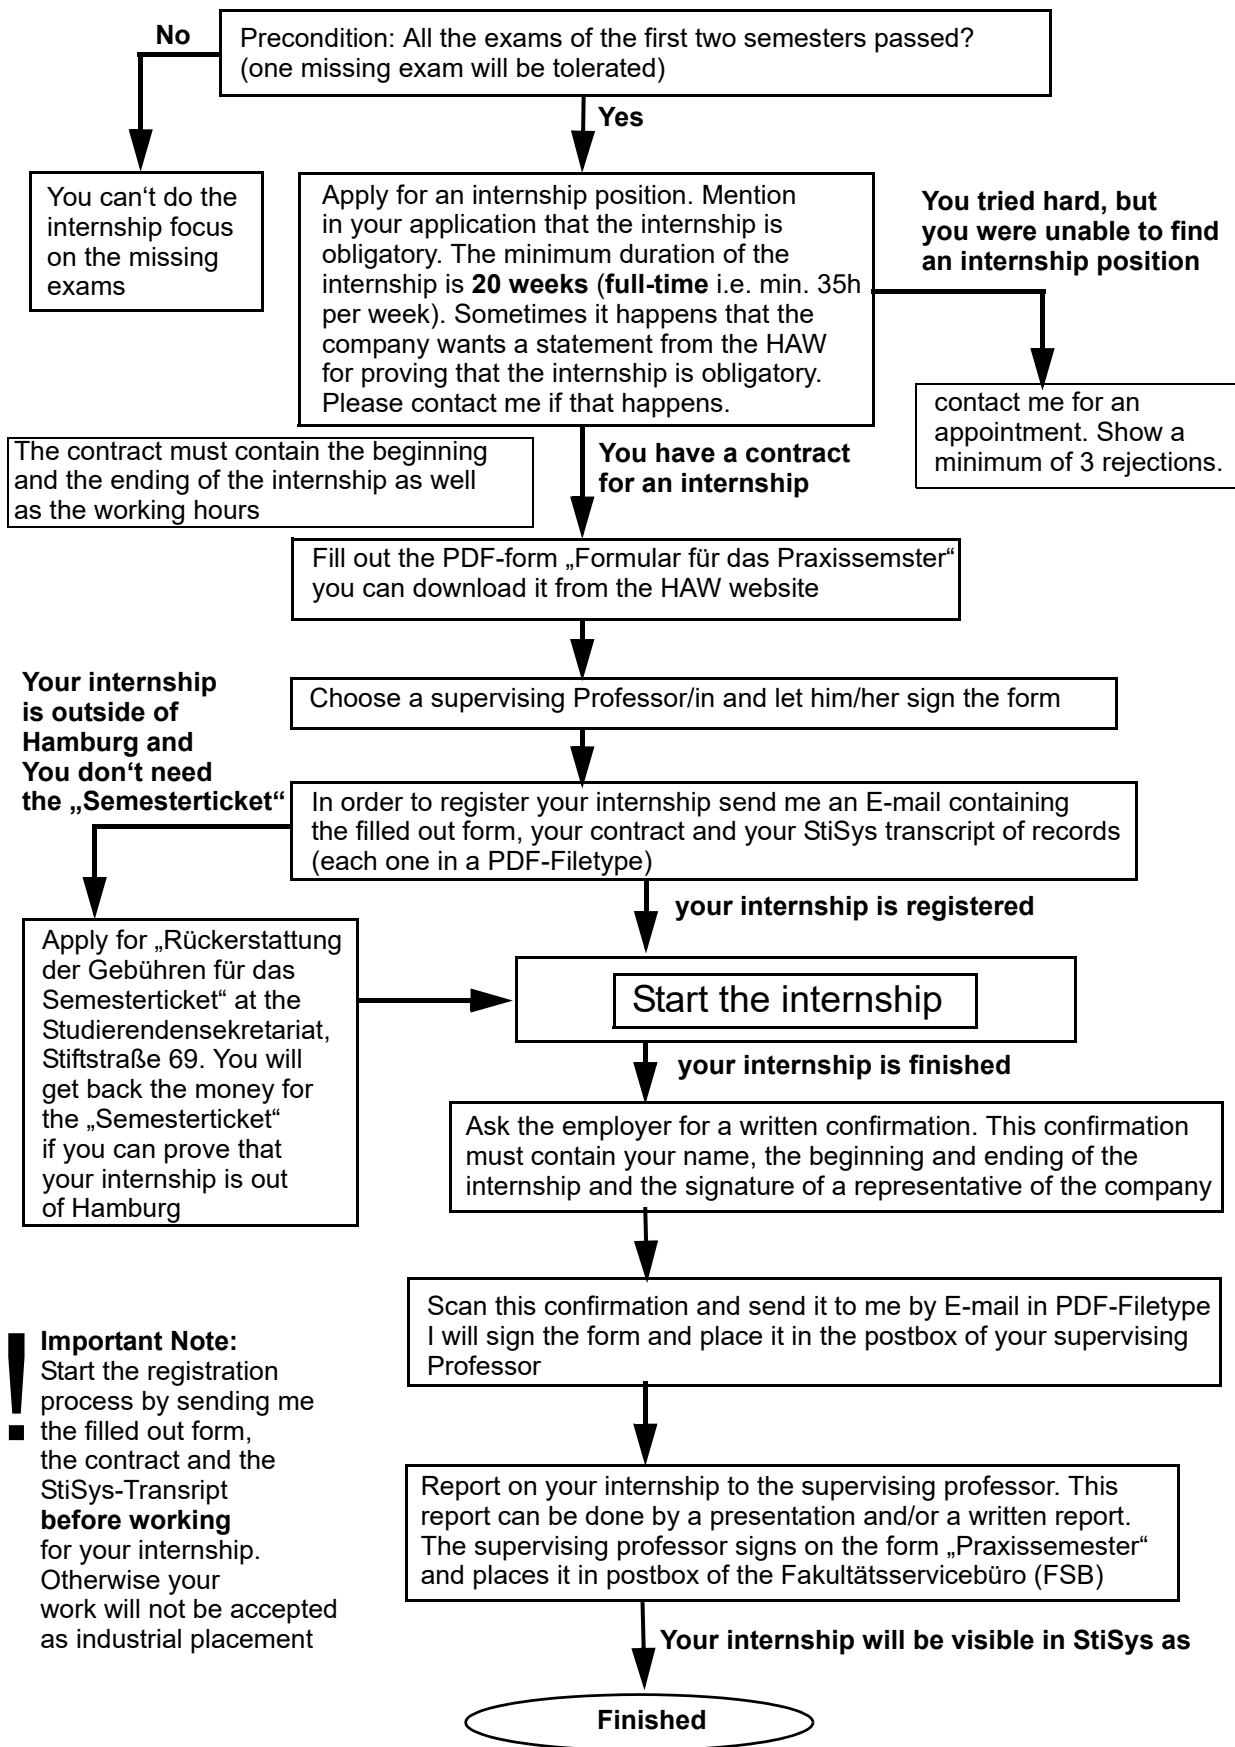 No
Precondition: All the exams of the first two semesters passed?
(one missing exam will be tolerated)
Yes
You can‘t do the
internship focus
on the missing
exams
Apply for an internship position. Mention
in your application that the internship is
obligatory. The minimum duration of the
internship is 20 weeks (full-time i.e. min. 35h
per week). Sometimes it happens that the
company wants a statement from the HAW
for proving that the internship is obligatory.
Please contact me if that happens.
You tried hard, but
you were unable to find
an internship position
contact me for an
appointment. Show a
minimum of 3 rejections.
The contract must contain the beginning
and the ending of the internship as well
as the working hours
You have a contract
for an internship
Fill out the PDF-form „Formular für das Praxissemster“
you can download it from the HAW website
Choose a supervising Professor/in and let him/her sign the form
Your internship
is outside of
Hamburg and
You don‘t need
the „Semesterticket“
In order to register your internship send me an E-mail containing
the filled out form, your contract and your StiSys transcript of records
(each one in a PDF-Filetype)
your internship is registered
Apply for „Rückerstattung
der Gebühren für das
Semesterticket“ at the
Studierendensekretariat,
Stiftstraße 69. You will
get back the money for
the „Semesterticket“
if you can prove that
your internship is out
of Hamburg
Start the internship
your internship is finished
Ask the employer for a written confirmation. This confirmation
must contain your name, the beginning and ending of the
internship and the signature of a representative of the company
Scan this confirmation and send it to me by E-mail in PDF-Filetype
I will sign the form and place it in the postbox of your supervising
Professor
! Important Note:
Start the registration
process by sending me
the filled out form,
the contract and the
StiSys-Transript
before working
for your internship.
Otherwise your
work will not be accepted
as industrial placement
Report on your internship to the supervising professor. This
report can be done by a presentation and/or a written report.
The supervising professor signs on the form „Praxissemester“
and places it in postbox of the Fakultätsservicebüro (FSB)
Your internship will be visible in StiSys as
Finished